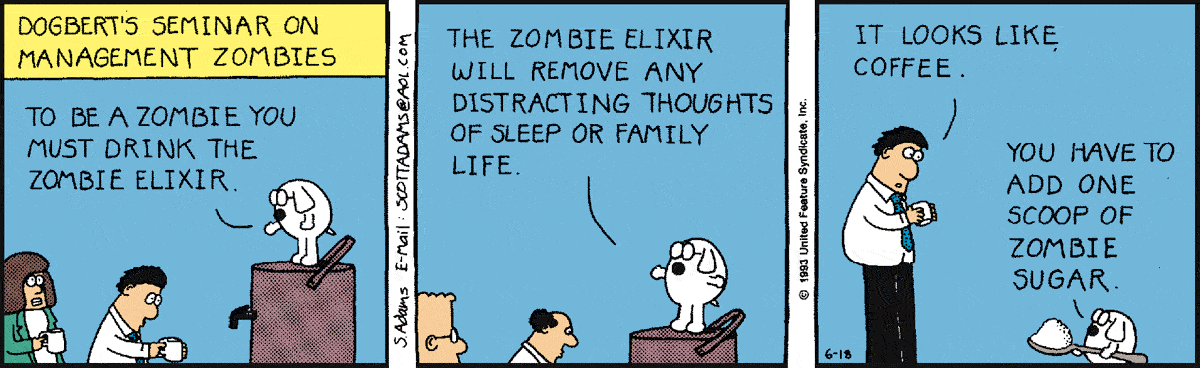 DOGBERT'S SEMINAR ON
MANAGEMENT ZOMBIES
TO BE A ZOMBIE YOU
MUST DRINK THE
ZOMBIE ELIXIR.
S.Adams E-Mail: SCOTTADAMS@AOL.COM
THE ZOMBIE ELIXIR
WILL REMOVE ANY
DISTRACTING THOUGHTS
OF SLEEP OR FAMILY
LIFE.
© 1993 United Feature Syndicate, Inc.
IT LOOKS LIKE
COFFEE.
YOU HAVE TO
ADD ONE
SCOOP OF
ZOMBIE
SUGAR.
6-18